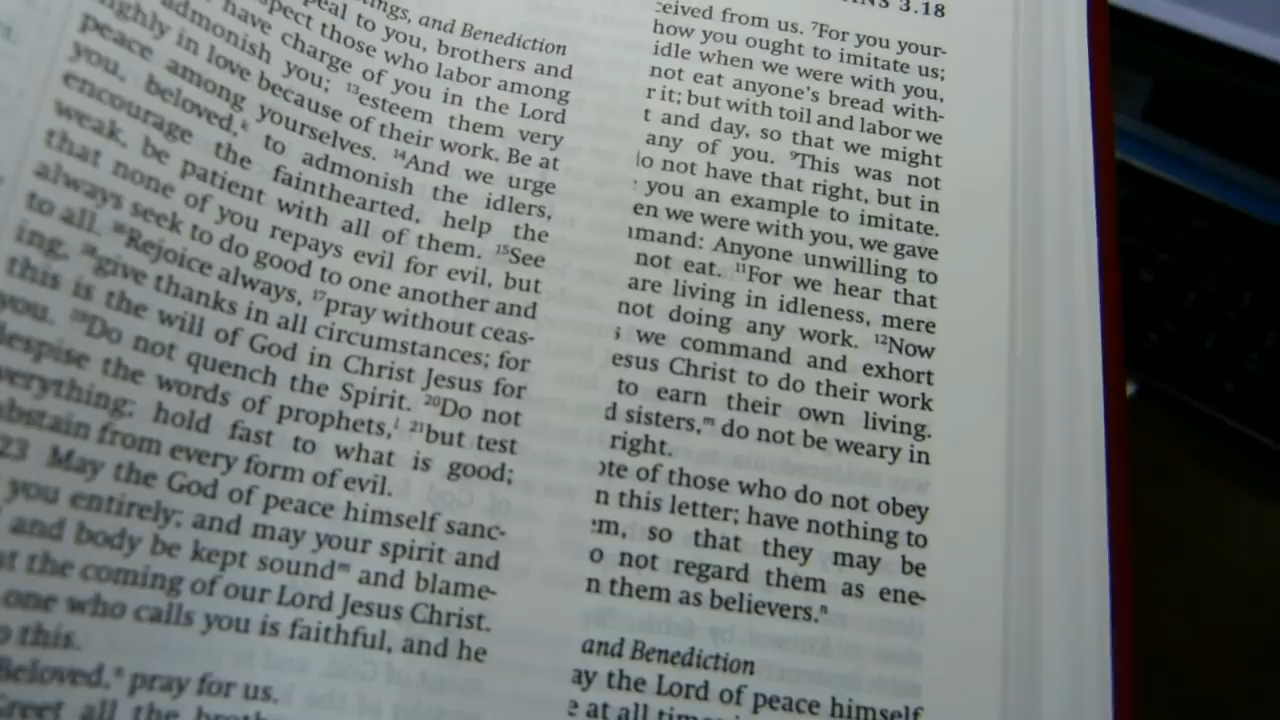 and Benediction
peal to you, brothers and
spect those who labor among
have charge of you in the Lord
admonish you; ¹³esteem them very
highly in love because of their work. Be at
peace among yourselves. ¹⁴And we urge
you, beloved,ᵏ to admonish the idlers,
encourage the fainthearted, help the
weak, be patient with all of them. ¹⁵See
that none of you repays evil for evil, but
always seek to do good to one another and
to all. ¹⁶Rejoice always, ¹⁷pray without ceas-
ing, ¹⁸give thanks in all circumstances; for
this is the will of God in Christ Jesus for
you. ¹⁹Do not quench the Spirit. ²⁰Do not
despise the words of prophets,ˡ ²¹but test
everything; hold fast to what is good;
abstain from every form of evil.
23 May the God of peace himself sanc-
you entirely; and may your spirit and
and body be kept soundᵐ and blame-
at the coming of our Lord Jesus Christ.
one who calls you is faithful, and he
this.
Beloved,ⁿ pray for us.
Greet all the
3.18
ceived from us. ⁷For you your-
how you ought to imitate us;
idle when we were with you,
not eat anyone's bread with-
r it; but with toil and labor we
t and day, so that we might
any of you. ⁹This was not
do not have that right, but in
you an example to imitate.
en we were with you, we gave
mand: Anyone unwilling to
not eat. ¹¹For we hear that
are living in idleness, mere
not doing any work. ¹²Now
we command and exhort
esus Christ to do their work
to earn their own living.
d sisters,ᵐ do not be weary in
right.
ote of those who do not obey
n this letter; have nothing to
em, so that they may be
o not regard them as ene-
n them as believers.ⁿ
and Benediction
ay the Lord of peace himself
e at all